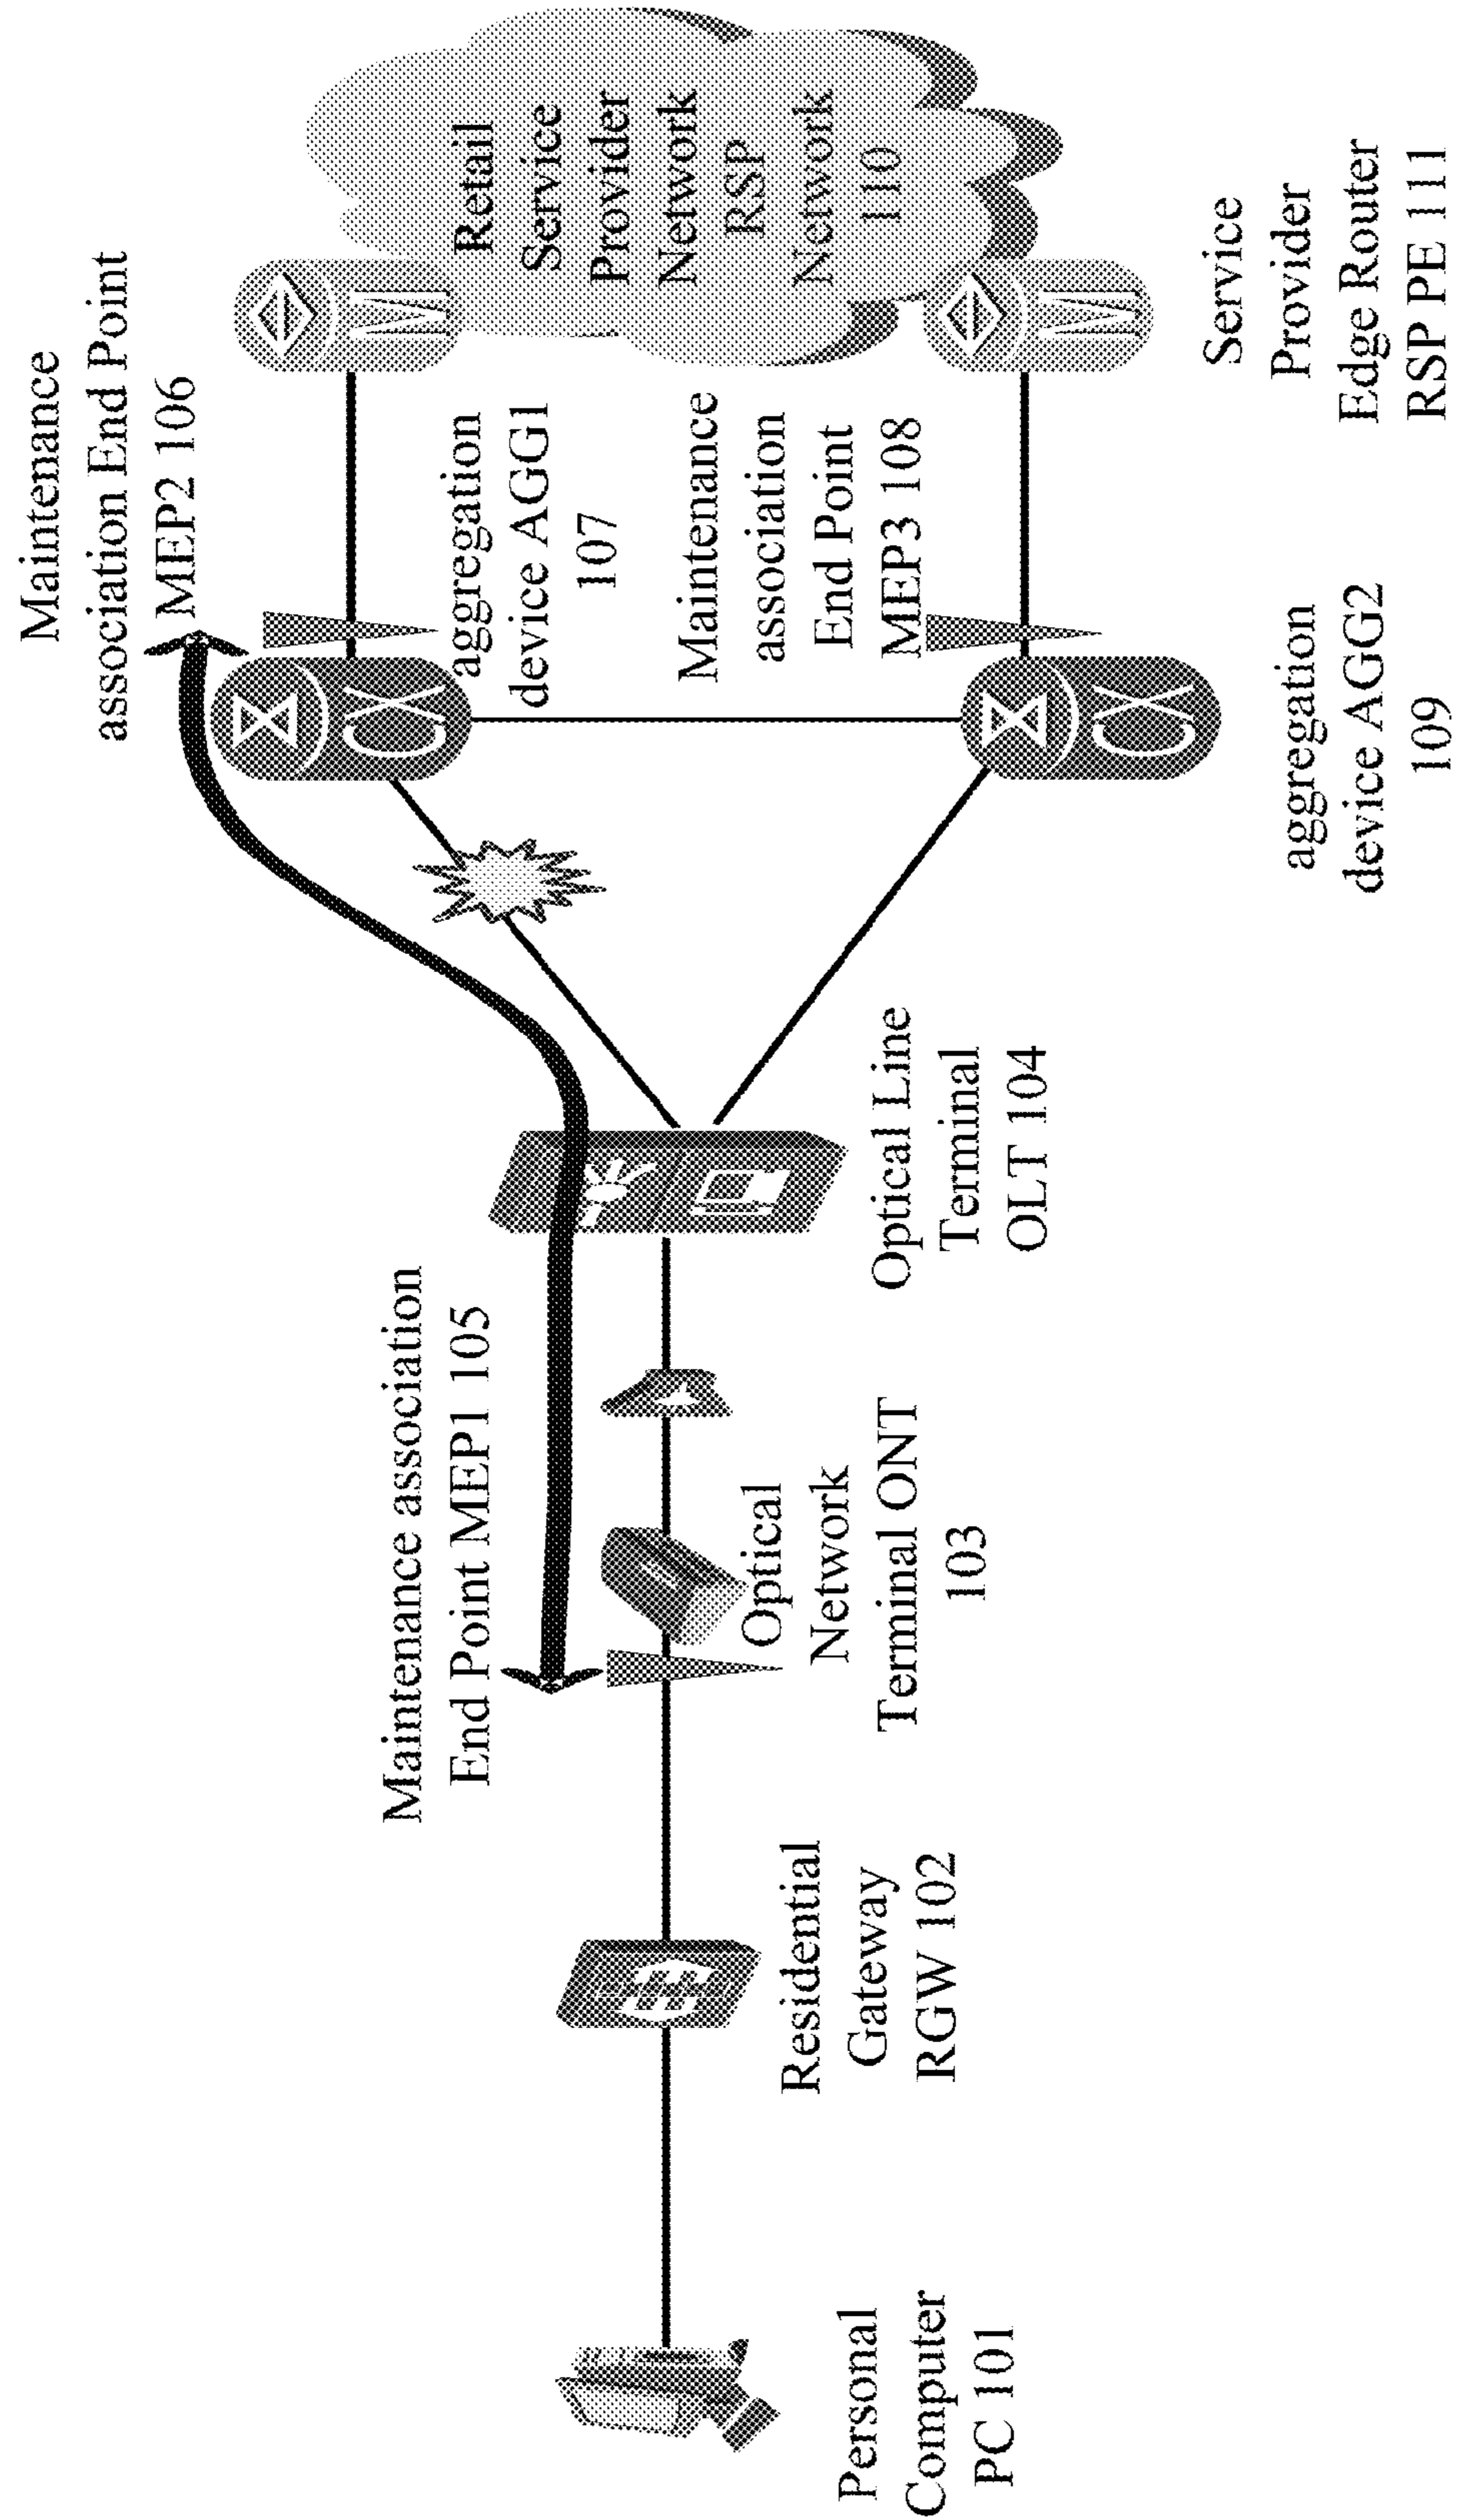 Maintenance
association End Point
MEP2 106
Maintenance association
End Point MEP1 105
Retail
Service
Provider
Network
RSP
Network
110
M
CX
aggregation
device AGG1
107
Maintenance
association
End Point
MEP3 108
M
CX
Personal
Computer
PC 101
Residential
Gateway
RGW 102
Optical
Network
Terminal ONT
103
Optical Line
Terminal
OLT 104
aggregation
device AGG2
109
Service
Provider
Edge Router
RSP PE 111